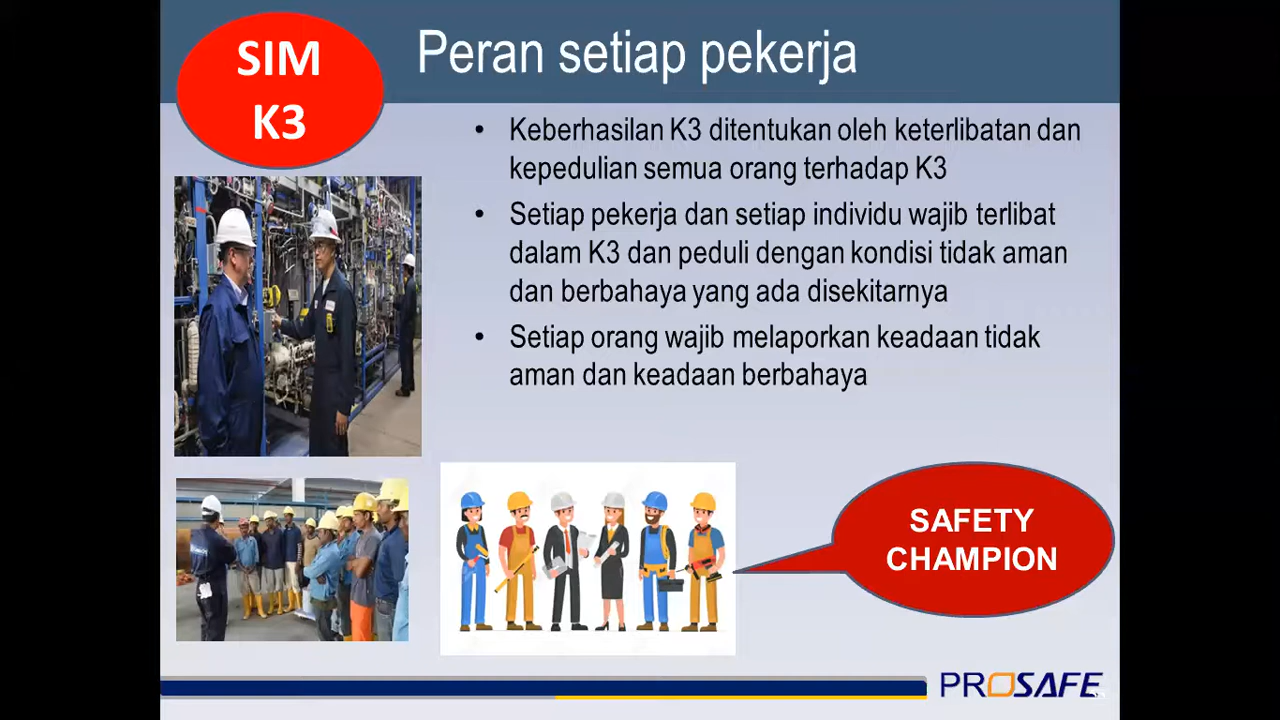 SIM
K3
Peran setiap pekerja
• Keberhasilan K3 ditentukan oleh keterlibatan dan
kepedulian semua orang terhadap K3
• Setiap pekerja dan setiap individu wajib terlibat
dalam K3 dan peduli dengan kondisi tidak aman
dan berbahaya yang ada disekitarnya
• Setiap orang wajib melaporkan keadaan tidak
aman dan keadaan berbahaya
SAFETY
CHAMPION
PROSAFE